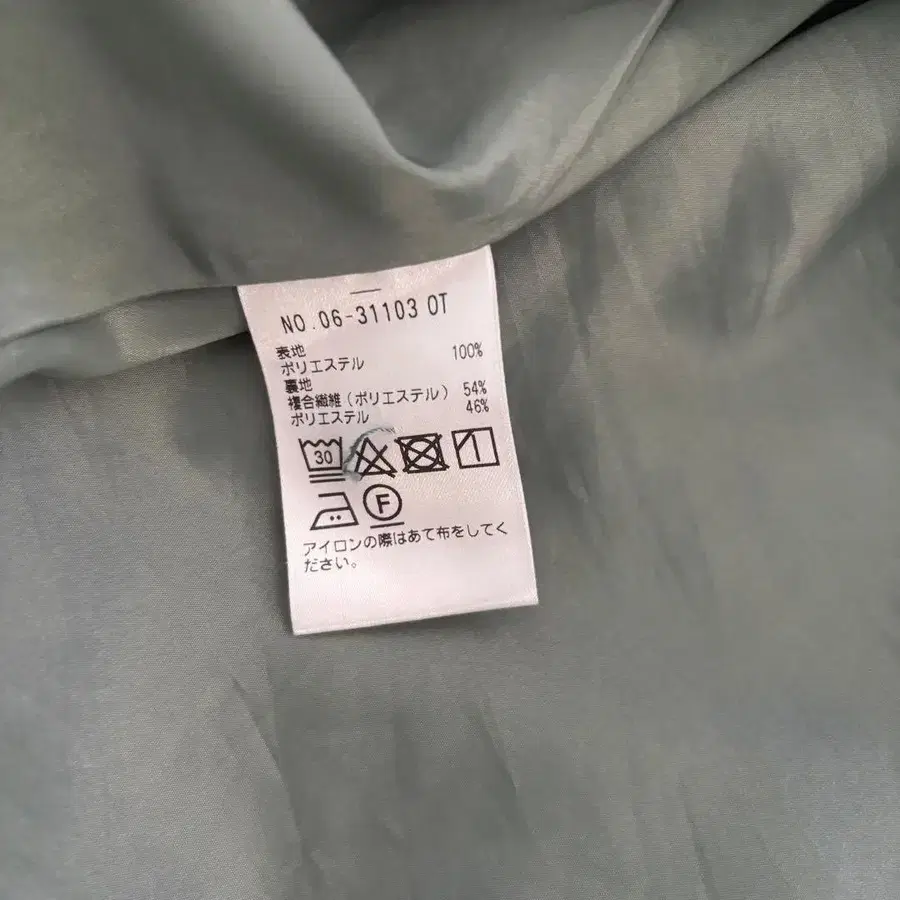 NO.06-31103 OT
表地
ポリエステル 100%
裏地
複合繊維(ポリエステル) 54%
ポリエステル 46%
30
F
アイロンの際はあて布をしてく
ださい。